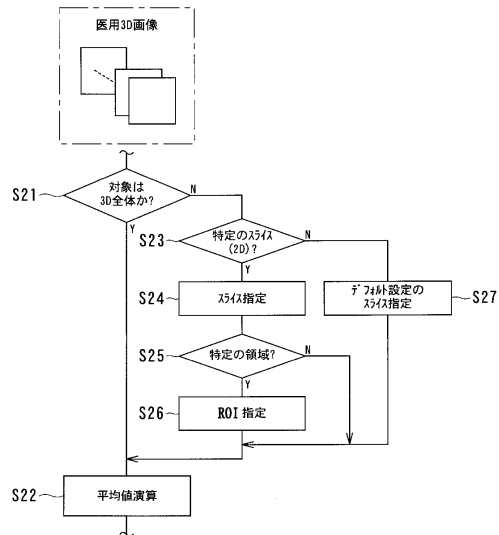 医用3D画像
S21
対象は
3D全体か?
N
Y
S23
特定のスライス
(2D)?
N
Y
S24
スライス指定
デフォルト設定の
スライス指定
S27
S25
特定の領域?
N
Y
S26
ROI 指定
S22
平均値演算